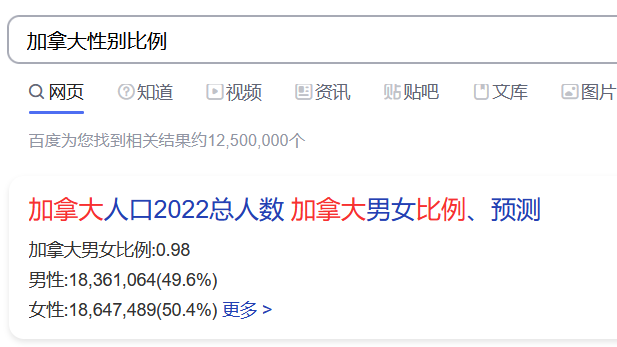 加拿大性别比例
网页 知道 视频 资讯 贴吧 文库 图片
百度为您找到相关结果约12,500,000个
加拿大人口2022总人数 加拿大男女比例、预测
加拿大男女比例:0.98
男性:18,361,064(49.6%)
女性:18,647,489(50.4%) 更多 >